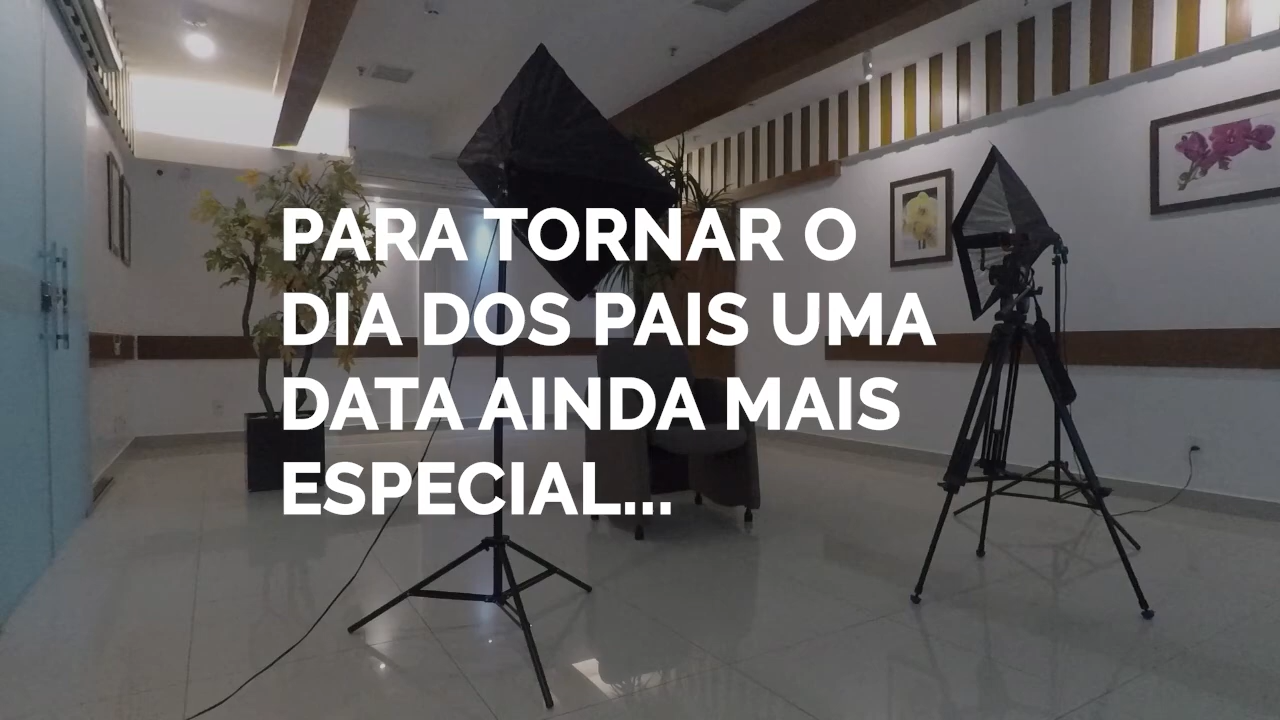 PARA TORNAR O
DIA DOS PAIS UMA
DATA AINDA MAIS
ESPECIAL...